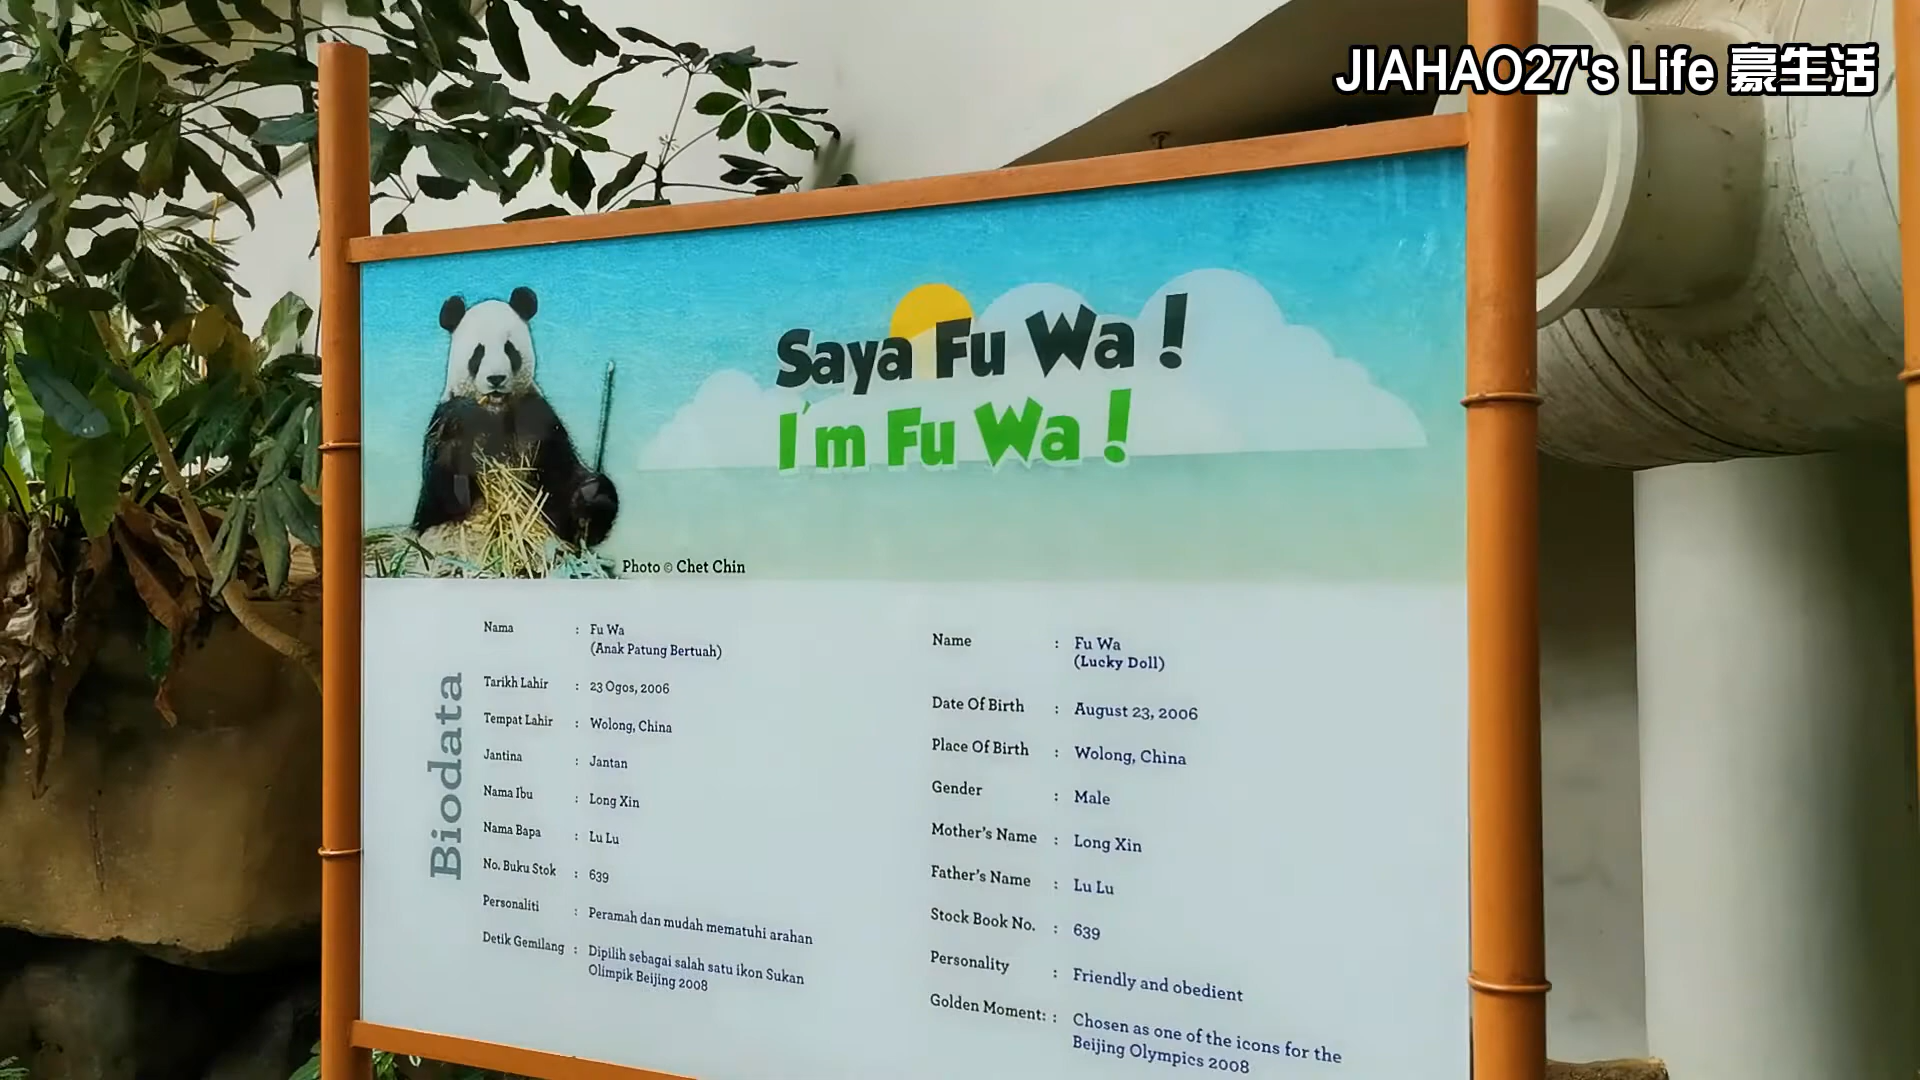 JIAHAO27's Life 豪生活
Saya Fu Wa !
I'm Fu Wa !
Photo © Chet Chin
Biodata
Nama : Fu Wa
(Anak Patung Bertuah)
Tarikh Lahir : 23 Ogos, 2006
Tempat Lahir : Wolong, China
Jantina : Jantan
Nama Ibu : Long Xin
Nama Bapa : Lu Lu
No. Buku Stok : 639
Personaliti : Peramah dan mudah mematuhi arahan
Detik Gemilang : Dipilih sebagai salah satu ikon Sukan
Olimpik Beijing 2008
Name : Fu Wa
(Lucky Doll)
Date Of Birth : August 23, 2006
Place Of Birth : Wolong, China
Gender : Male
Mother's Name : Long Xin
Father's Name : Lu Lu
Stock Book No. : 639
Personality : Friendly and obedient
Golden Moment: : Chosen as one of the icons for the
Beijing Olympics 2008